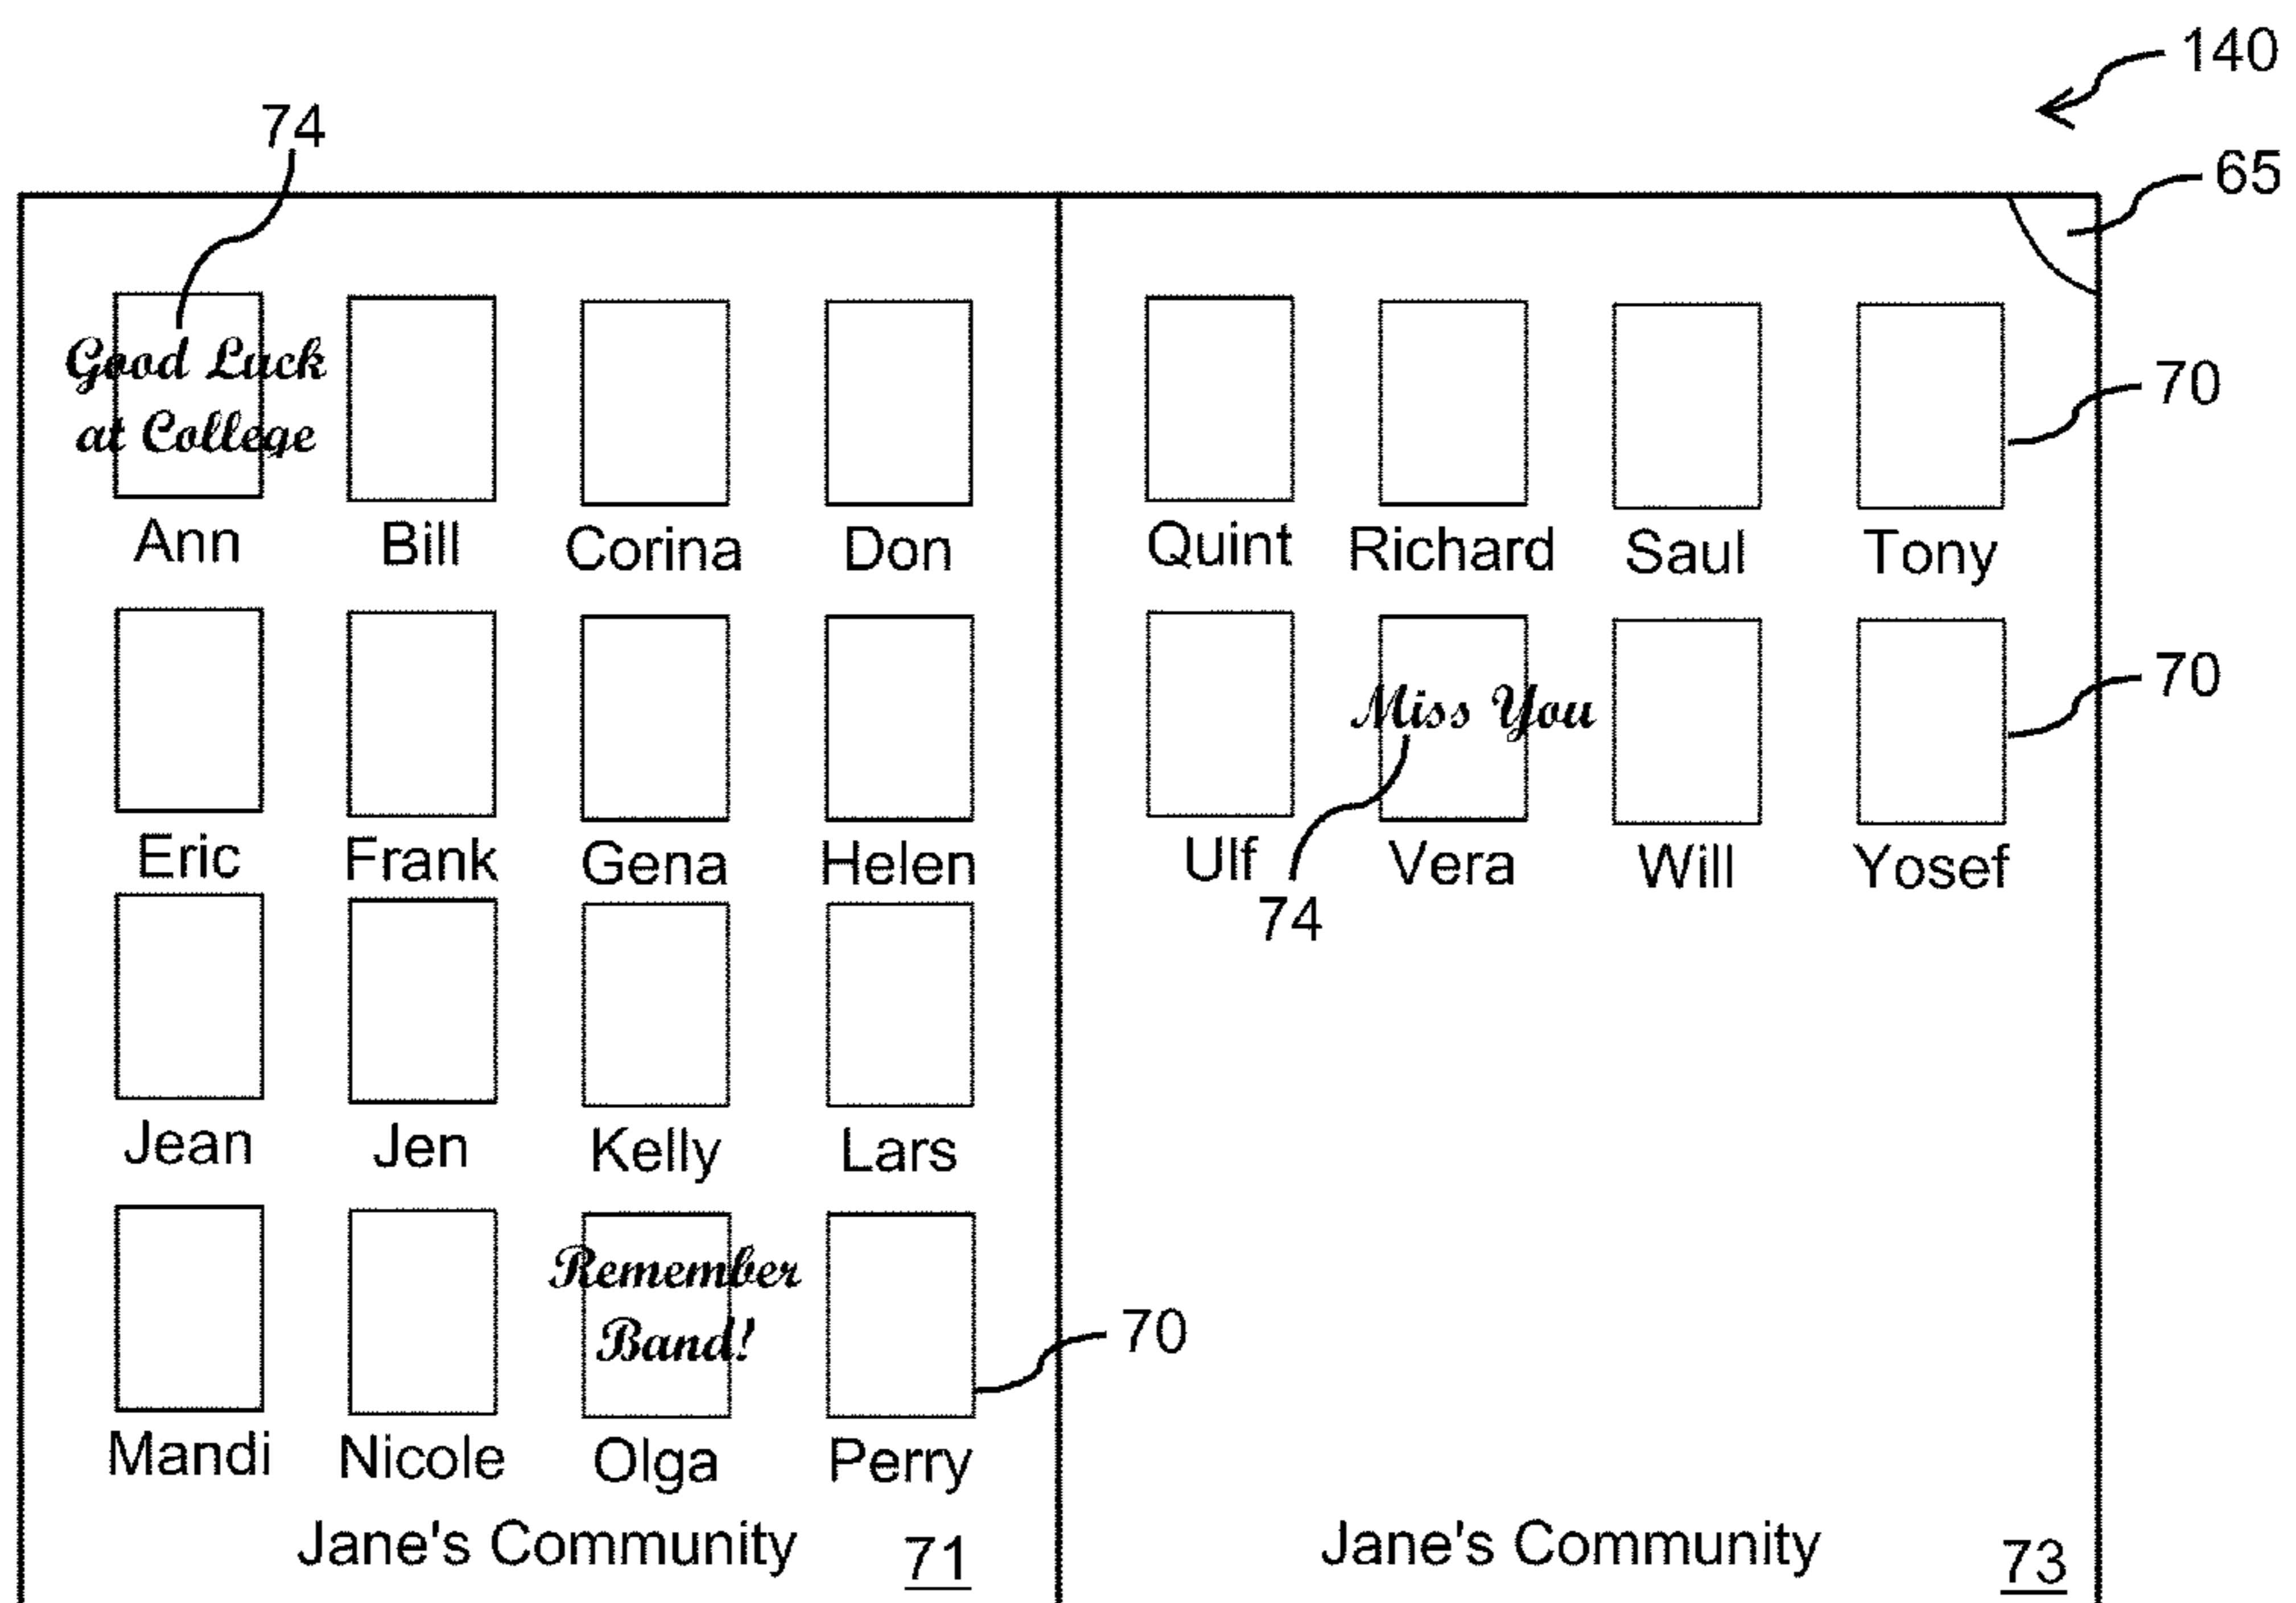 140
65
74
Good Luck
at College
Ann Bill Corina Don
Eric Frank Gena Helen
Jean Jen Kelly Lars
Remember
Band!
70
Mandi Nicole Olga Perry
Jane's Community 71
70
Quint Richard Saul Tony
Miss You
70
Ulf Vera Will Yosef
74
Jane's Community 73